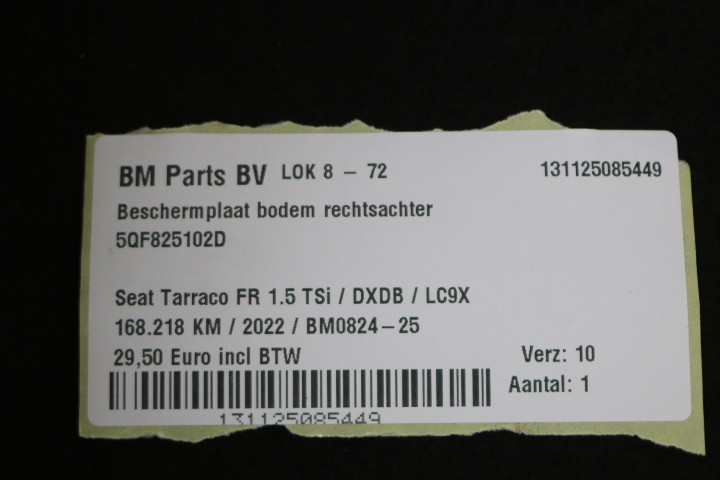 BM Parts BV LOK 8 – 72 131125085449
Beschermplaat bodem rechtsachter
5QF825102D
Seat Tarraco FR 1.5 TSi / DXDB / LC9X
168.218 KM / 2022 / BM0824–25
29,50 Euro incl BTW Verz: 10
Aantal: 1
131125085449